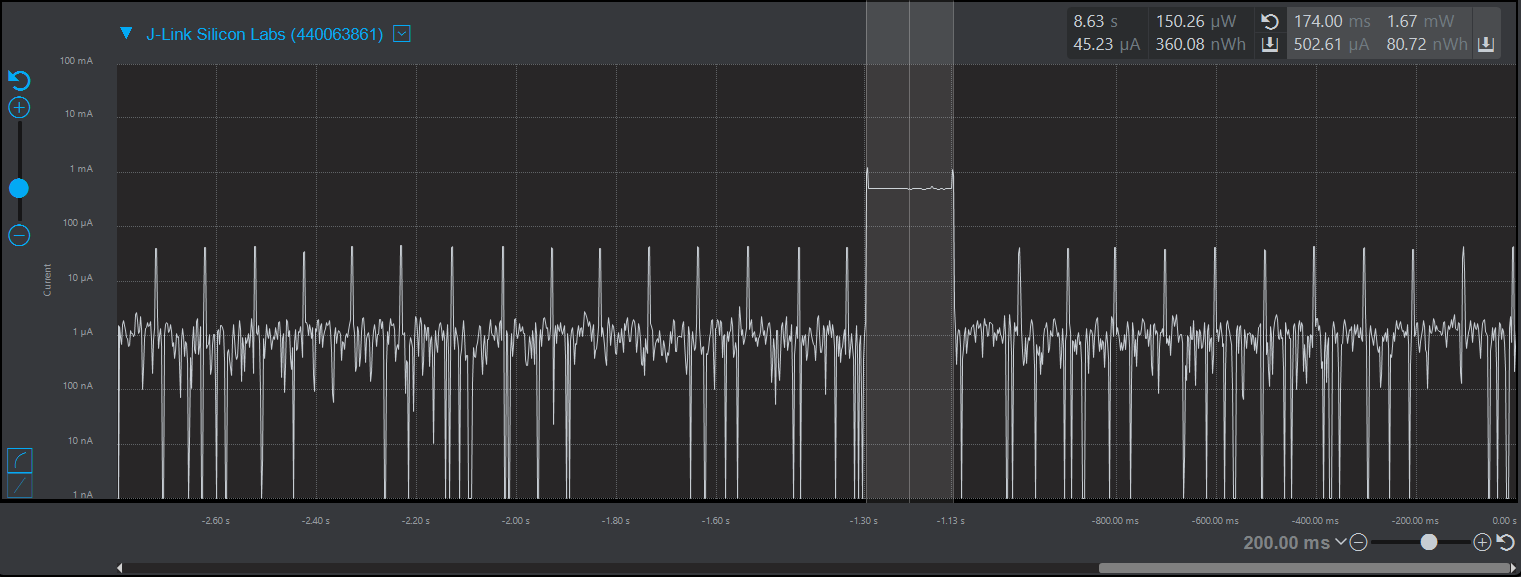 J-Link Silicon Labs (440063861)
8.63 s 150.26 µW 174.00 ms 1.67 mW
45.23 µA 360.08 nWh 502.61 µA 80.72 nWh
100 mA
10 mA
1 mA
100 µA
10 µA
1 µA
100 nA
10 nA
1 nA
Current
-2.60 s -2.40 s -2.20 s -2.00 s -1.80 s -1.60 s -1.30 s -1.13 s -800.00 ms -600.00 ms -400.00 ms -200.00 ms 0.00 s
200.00 ms